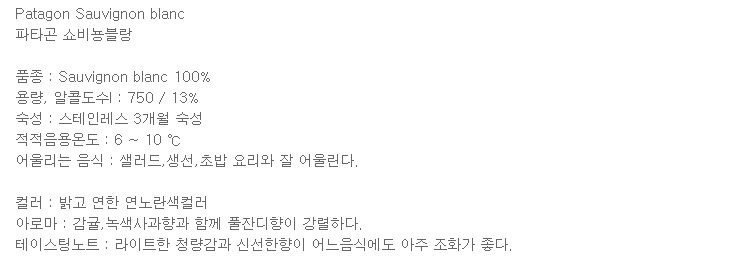 Patagon Sauvignon blanc
파타곤 쇼비뇽블랑
품종 : Sauvignon blanc 100%
용량, 알콜도수l : 750 / 13%
숙성 : 스테인레스 3개월 숙성
적적음용온도 : 6 ~ 10 ℃
어울리는 음식 : 샐러드,생선,초밥 요리와 잘 어울린다.
컬러 : 밝고 연한 연노란색컬러
아로마 : 감귤,녹색사과향과 함께 풀잔디향이 강렬하다.
테이스팅노트 : 라이트한 청량감과 신선한향이 어느음식에도 아주 조화가 좋다.